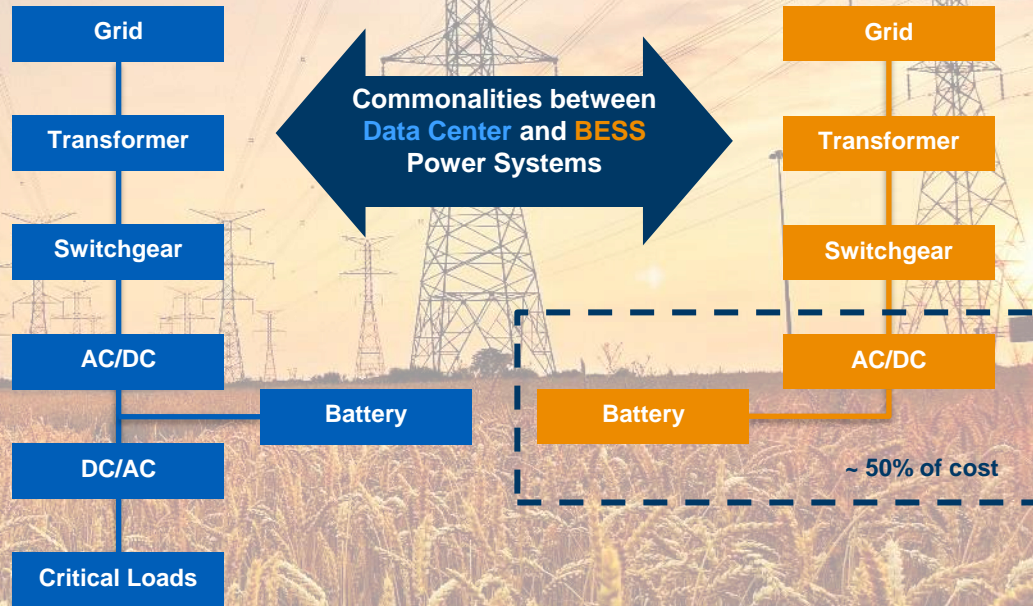 Grid
Transformer
Switchgear
AC/DC
Battery
DC/AC
Critical Loads
Commonalities between
Data Center and BESS
Power Systems
Grid
Transformer
Switchgear
AC/DC
Battery
~ 50% of cost